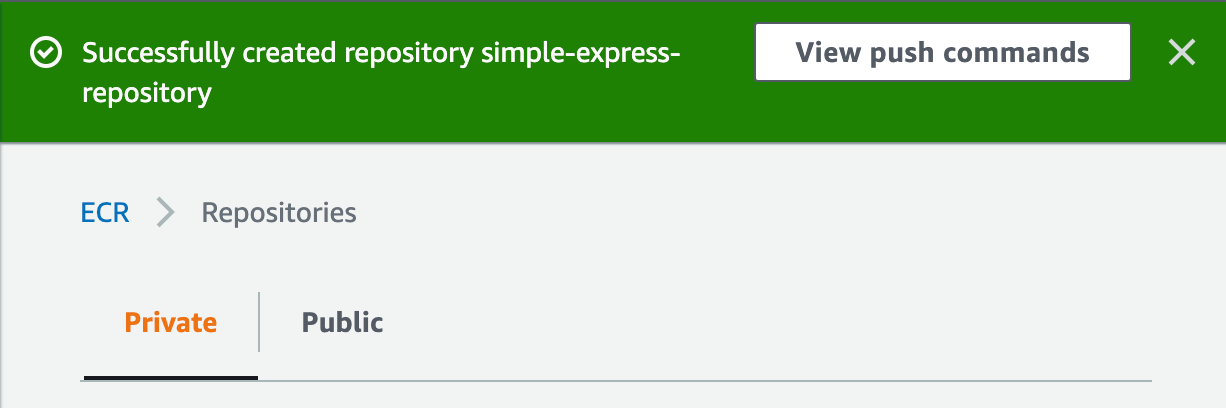 Successfully created repository simple-express-
repository
View push commands
ECR > Repositories
Private
Public